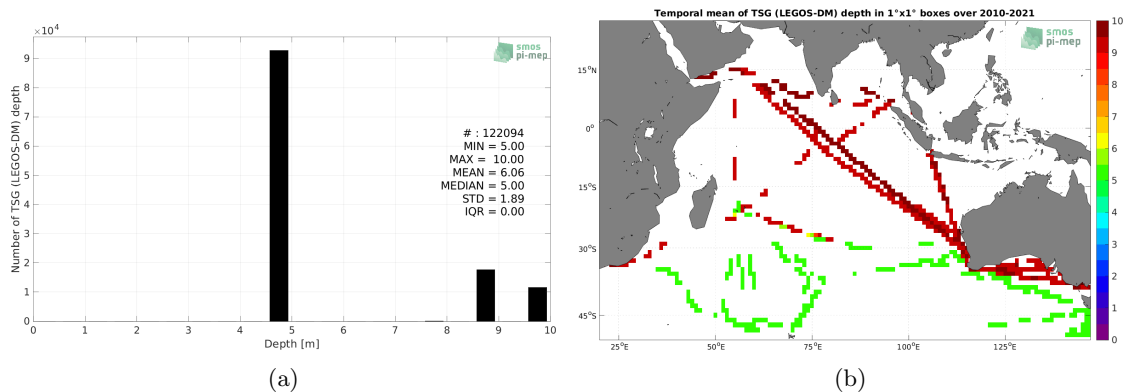 ×10⁴
9
8
7
6
5
4
3
2
1
0
Number of TSG (LEGOS-DM) depth
smos
pi-mep
# : 122094
MIN = 5.00
MAX = 10.00
MEAN = 6.06
MEDIAN = 5.00
STD = 1.89
IQR = 0.00
0 1 2 3 4 5 6 7 8 9 10
Depth [m]
(a)
Temporal mean of TSG (LEGOS-DM) depth in 1°x1° boxes over 2010-2021
smos
pi-mep
15°N
0°
15°S
30°S
45°S
25°E 50°E 75°E 100°E 125°E
10
9
8
7
6
5
4
3
2
1
0
(b)